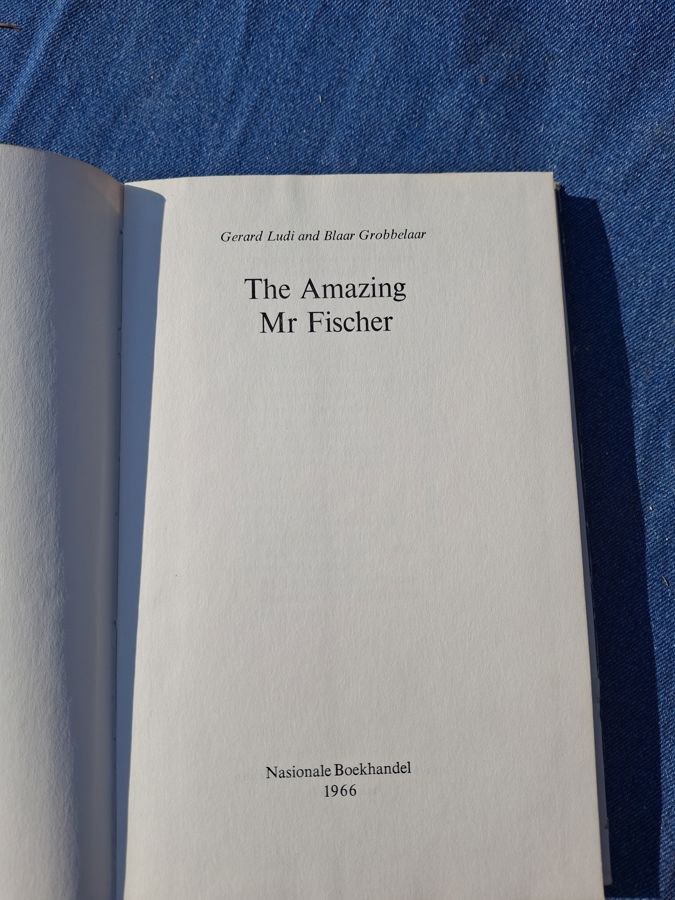 Gerard Ludi and Blaar Grobbelaar
The Amazing
Mr Fischer
Nasionale Boekhandel
1966